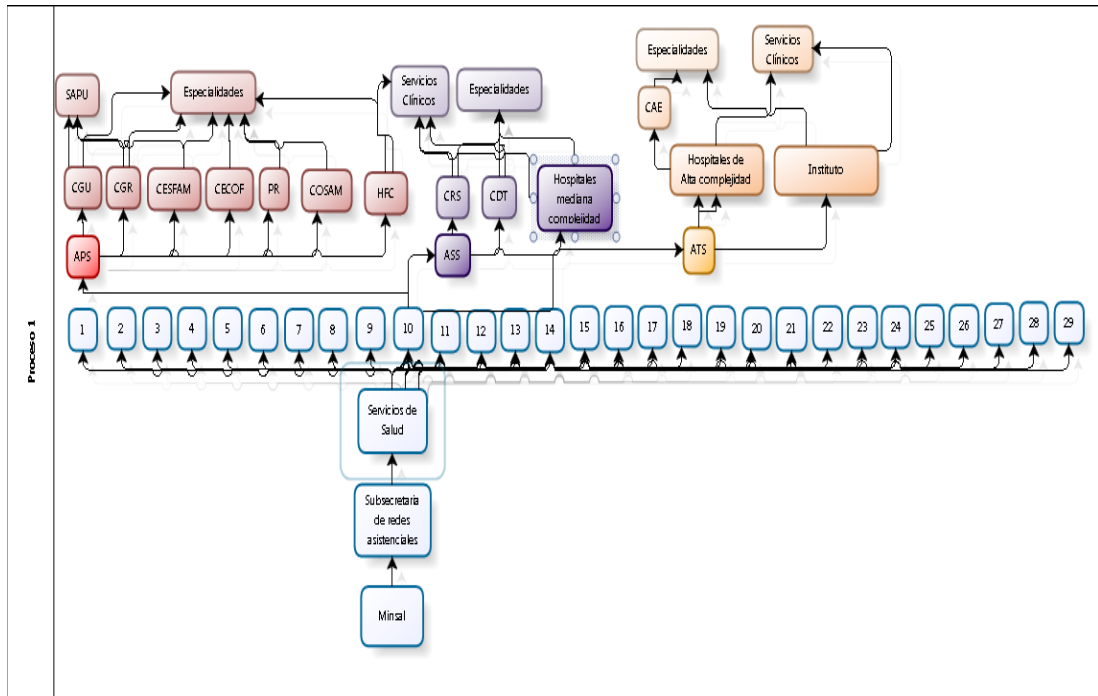 Proceso 1
Especialidades
Servicios
Clínicos
SAPU
Especialidades
Servicios
Clínicos
Especialidades
CAE
CGU
CGR
CESFAM
CECOF
PR
COSAM
HFC
CRS
CDT
Hospitales
mediana
complejidad
Hospitales de
Alta complejidad
Instituto
APS
ASS
ATS
1
2
3
4
5
6
7
8
9
10
11
12
13
14
15
16
17
18
19
20
21
22
23
24
25
26
27
28
29
Servicios de
Salud
Subsecretaria
de redes
asistenciales
Minsal